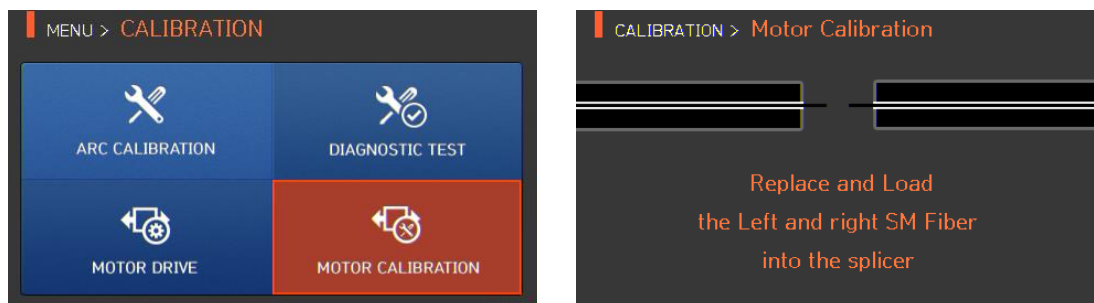 MENU > CALIBRATION
ARC CALIBRATION
DIAGNOSTIC TEST
MOTOR DRIVE
MOTOR CALIBRATION
CALIBRATION > Motor Calibration
Replace and Load
the Left and right SM Fiber
into the splicer